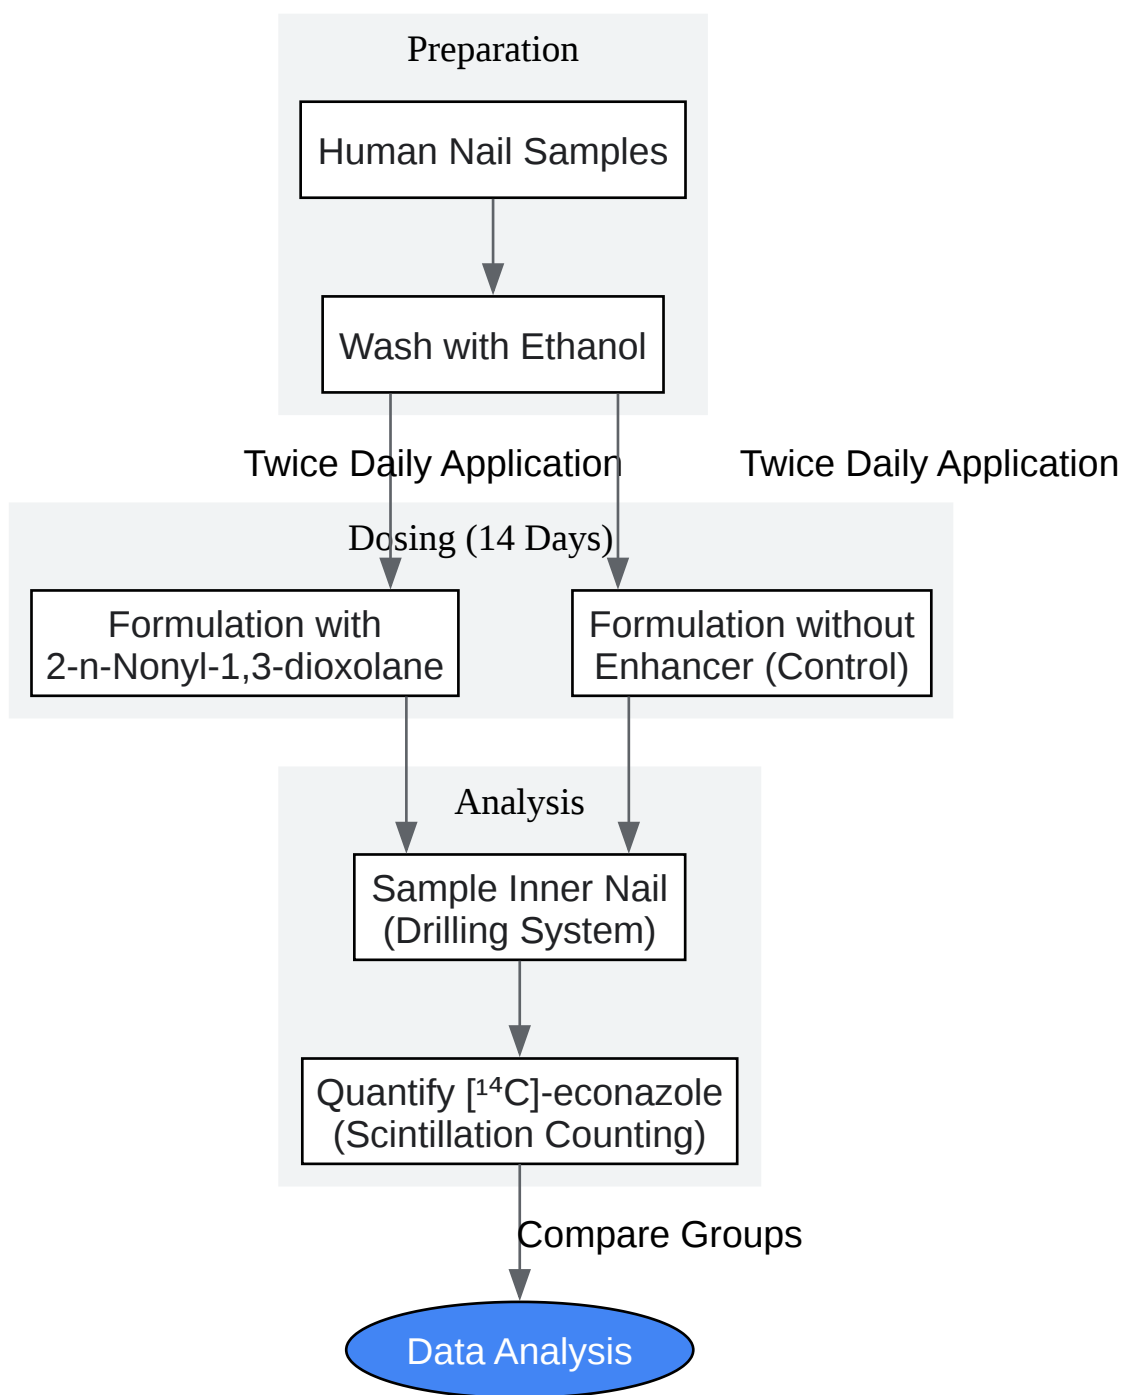 Preparation
Human Nail Samples
Wash with Ethanol
Twice Daily Application
Twice Daily Application
Dosing (14 Days)
Formulation with
2-n-Nonyl-1,3-dioxolane
Formulation without
Enhancer (Control)
Analysis
Sample Inner Nail
(Drilling System)
Quantify [¹⁴C]-econazole
(Scintillation Counting)
Compare Groups
Data Analysis